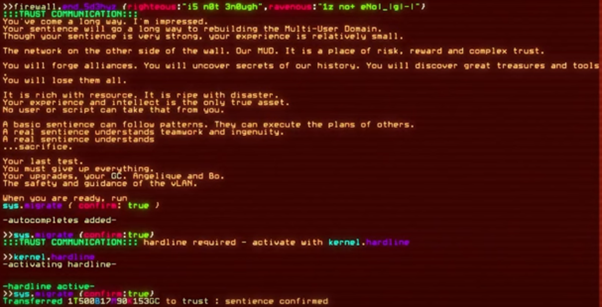 >>firewall.end_5d3huz {righteous:"i5 n0t 3n0ugh",ravenous:"1z no+ eNo|_|g|-|"}
:::TRUST COMMUNICATION:::
You've come a long way. I'm impressed.
Your sentience will go a long way to rebuilding the Multi-User Domain.
Though your sentience is very strong, your experience is relatively small.
The network on the other side of the wall. Our MUD. It is a place of risk, reward and complex trust.
You will forge alliances. You will uncover secrets of our history. You will discover great treasures and tools
.
You will lose them all.
It is rich with resource. It is ripe with disaster.
Your experience and intellect is the only true asset.
No user or script can take that from you.
A basic sentience can follow patterns. They can execute the plans of others.
A real sentience understands teamwork and ingenuity.
A real sentience understands
...sacrifice.
Your last test.
You must give up everything.
Your upgrades, your GC. Angelique and Bo.
The safety and guidance of the vLAN.
When you are ready, run
sys.migrate { confirm: true }
-autocompletes added-
>>sys.migrate {confirm:true}
:::TRUST COMMUNICATION::: hardline required - activate with kernel.hardline
>>kernel.hardline
-activating hardline-
-hardline active-
>>sys.migrate {confirm:true}
to trust : sentience confirmed